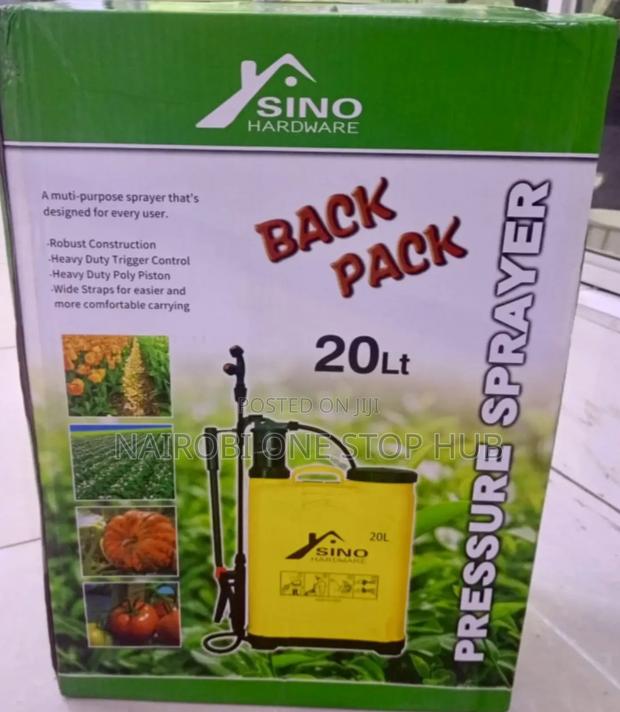 SINO
HARDWARE
A muti-purpose sprayer that's
designed for every user.
-Robust Construction
-Heavy Duty Trigger Control
-Heavy Duty Poly Piston
-Wide Straps for easier and
more comfortable carrying
BACK
PACK
20Lt
PRESSURE SPRAYER
POSTED ON JIJI
NAIROBI ONE STOP HUB
20L
SINO
HARDWARE